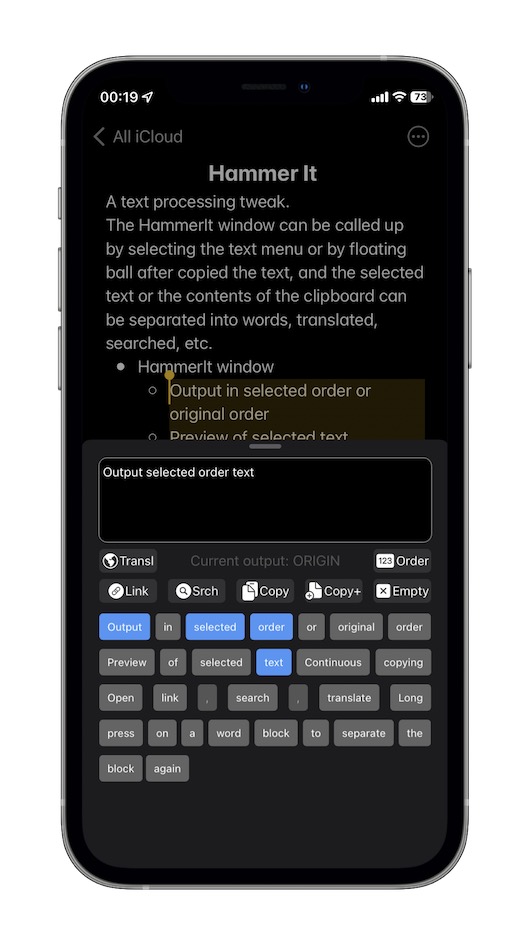 00:19
73
All iCloud
Hammer It
A text processing tweak.
The HammerIt window can be called up
by selecting the text menu or by floating
ball after copied the text, and the selected
text or the contents of the clipboard can
be separated into words, translated,
searched, etc.
HammerIt window
Output in selected order or
original order
Preview of selected text
Output selected order text
Transl Current output: ORIGIN 123 Order
Link Srch Copy Copy+ Empty
Output in selected order or original order
Preview of selected text Continuous copying
Open link , search , translate Long
press on a word block to separate the
block again